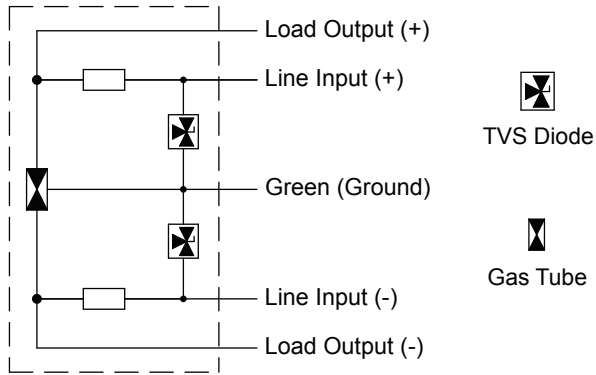 Load Output (+)
Line Input (+)
Green (Ground)
Line Input (-)
Load Output (-)
TVS Diode
Gas Tube